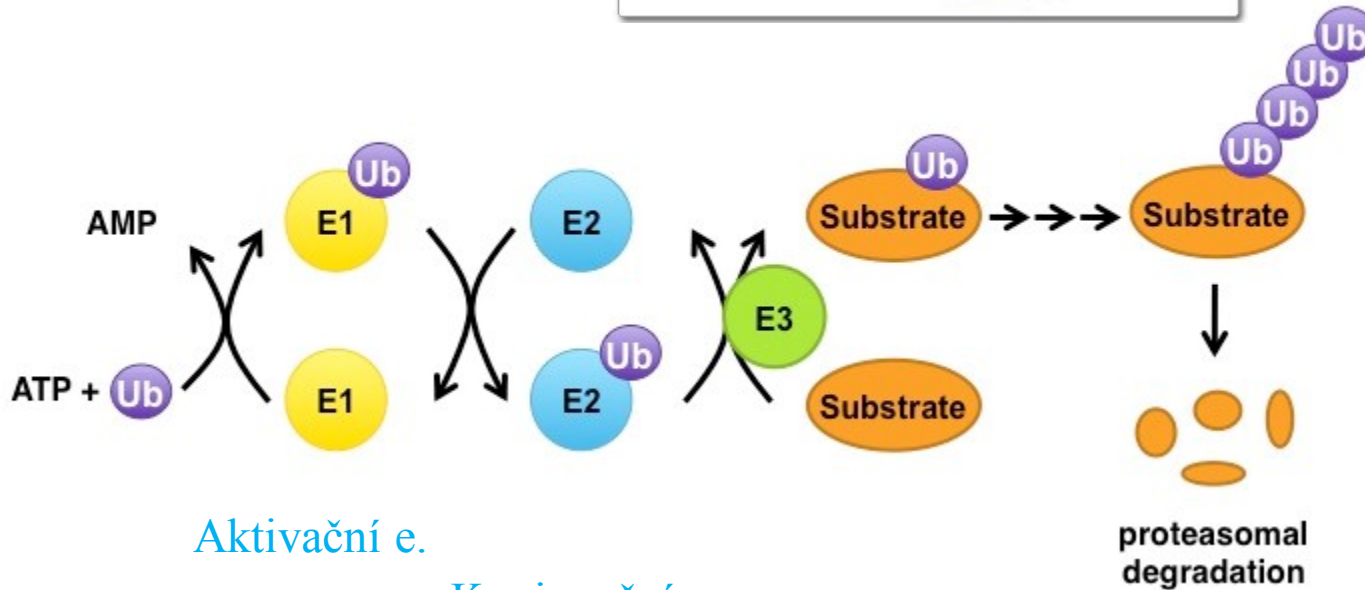 Ub
Ub
Ub
Ub
Ub
Ub
AMP
E1
E2
Substrate
Substrate
E3
Ub
ATP + Ub
E1
E2
Substrate
Aktivační e.
proteasomal
degradation